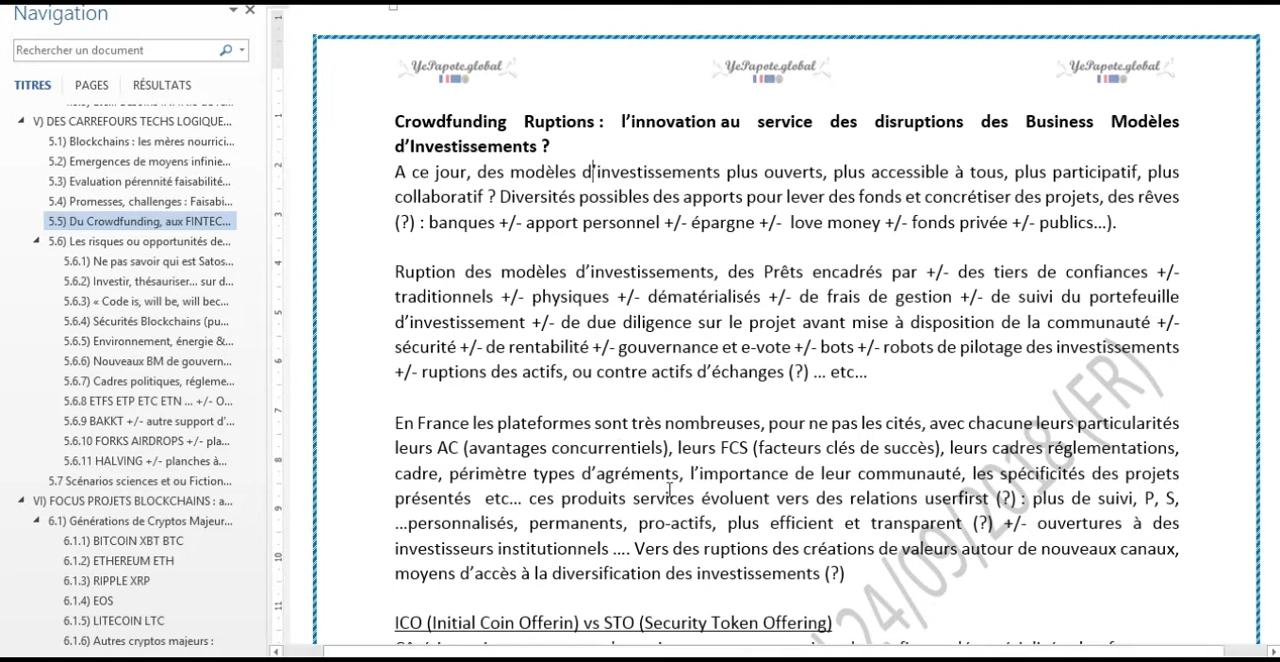 Navigation
Rechercher un document
TITRES PAGES RÉSULTATS
V) DES CARREFOURS TECHS LOGIQUE...
5.1) Blockchains : les mères nourrici...
5.2) Emergences de moyens infinie...
5.3) Evaluation pérennité faisabilité...
5.4) Promesses, challenges : Faisabi...
5.5) Du Crowdfunding, aux FINTEC...
5.6) Les risques ou opportunités de...
5.6.1) Ne pas savoir qui est Satos...
5.6.2) Investir, thésauriser... sur d...
5.6.3) « Code is, will be, will bec...
5.6.4) Sécurités Blockchains (pu...
5.6.5) Environnement, énergie &...
5.6.6) Nouveaux BM de gouvern...
5.6.7) Cadres politiques, régleme...
5.6.8 ETFS ETP ETC ETN ... +/- O...
5.6.9 BAKKT +/- autre support d'...
5.6.10 FORKS AIRDROPS +/- pla...
5.6.11 HALVING +/- planches à...
5.7 Scénarios sciences et ou Fiction...
VI) FOCUS PROJETS BLOCKCHAINS : a...
6.1) Générations de Cryptos Majeur...
6.1.1) BITCOIN XBT BTC
6.1.2) ETHEREUM ETH
6.1.3) RIPPLE XRP
6.1.4) EOS
6.1.5) LITECOIN LTC
6.1.6) Autres cryptos majeurs :
YePapote.global YePapote.global YePapote.global
Crowdfunding Ruptions : l’innovation au service des disruptions des Business Modèles
d’Investissements ?
A ce jour, des modèles d’investissements plus ouverts, plus accessible à tous, plus participatif, plus
collaboratif ? Diversités possibles des apports pour lever des fonds et concrétiser des projets, des rêves
(?) : banques +/- apport personnel +/- épargne +/- love money +/- fonds privée +/- publics...).
Ruption des modèles d’investissements, des Prêts encadrés par +/- des tiers de confiances +/-
traditionnels +/- physiques +/- dématérialisés +/- de frais de gestion +/- de suivi du portefeuille
d’investissement +/- de due diligence sur le projet avant mise à disposition de la communauté +/-
sécurité +/- de rentabilité +/- gouvernance et e-vote +/- bots +/- robots de pilotage des investissements
+/- ruptions des actifs, ou contre actifs d’échanges (?) ... etc...
En France les plateformes sont très nombreuses, pour ne pas les cités, avec chacune leurs particularités
leurs AC (avantages concurrentiels), leurs FCS (facteurs clés de succès), leurs cadres réglementations,
cadre, périmètre types d’agréments, l’importance de leur communauté, les spécificités des projets
présentés etc... ces produits services évoluent vers des relations userfirst (?) : plus de suivi, P, S,
...personnalisés, permanents, pro-actifs, plus efficient et transparent (?) +/- ouvertures à des
investisseurs institutionnels .... Vers des ruptions des créations de valeurs autour de nouveaux canaux,
moyens d’accès à la diversification des investissements (?)
ICO (Initial Coin Offerin) vs STO (Security Token Offering)
24/09/2018 (FR)